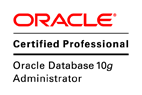 ORACLE
Certified Professional
Oracle Database 10g
Administrator